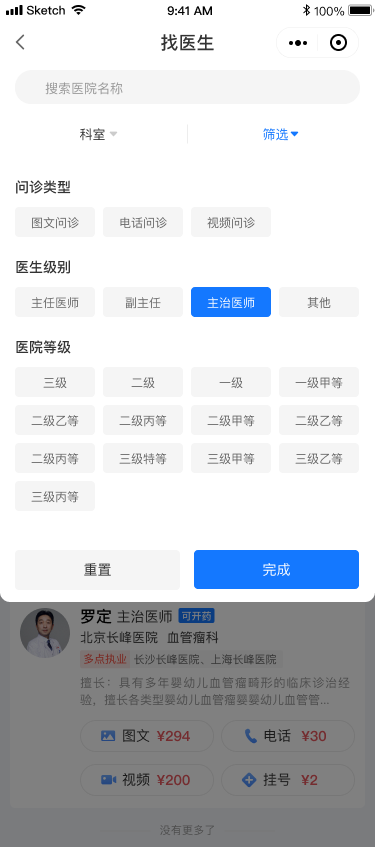 Sketch 9:41 AM 100%
找医生
搜索医院名称
科室 筛选
问诊类型
图文问诊 电话问诊 视频问诊
医生级别
主任医师 副主任 主治医师 其他
医院等级
三级 二级 一级 一级甲等
二级乙等 二级丙等 二级甲等 二级乙等
二级丙等 三级特等 三级甲等 三级乙等
三级丙等
重置 完成
罗定 主治医师 可开药
北京长峰医院 血管瘤科
多点执业 长沙长峰医院、上海长峰医院
擅长：具有多年婴幼儿血管瘤畸形的临床诊治经
验，擅长各类型婴幼儿血管瘤婴婴幼儿血管管...
图文 ¥294 电话 ¥30
视频 ¥200 挂号 ¥2
没有更多了